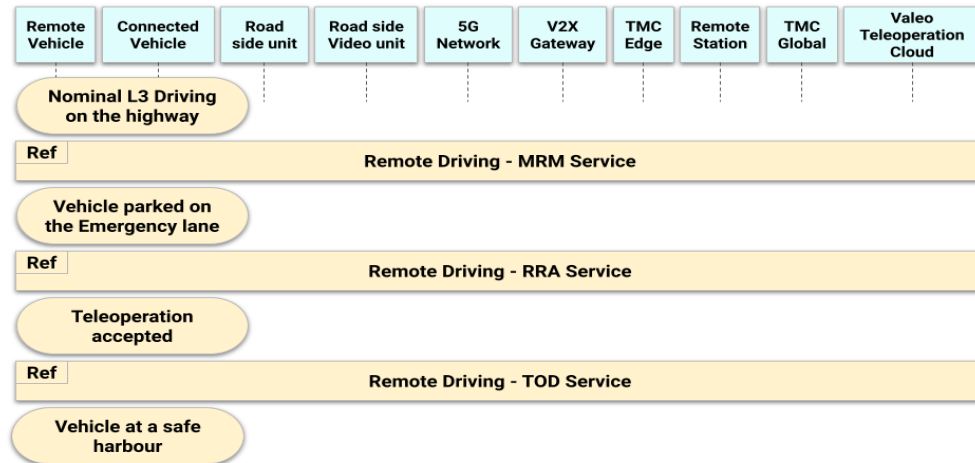 Remote
Vehicle
Connected
Vehicle
Road
side unit
Road side
Video unit
5G
Network
V2X
Gateway
TMC
Edge
Remote
Station
TMC
Global
Valeo
Teleoperation
Cloud
Nominal L3 Driving
on the highway
Ref
Remote Driving - MRM Service
Vehicle parked on
the Emergency lane
Ref
Remote Driving - RRA Service
Teleoperation
accepted
Ref
Remote Driving - TOD Service
Vehicle at a safe
harbour